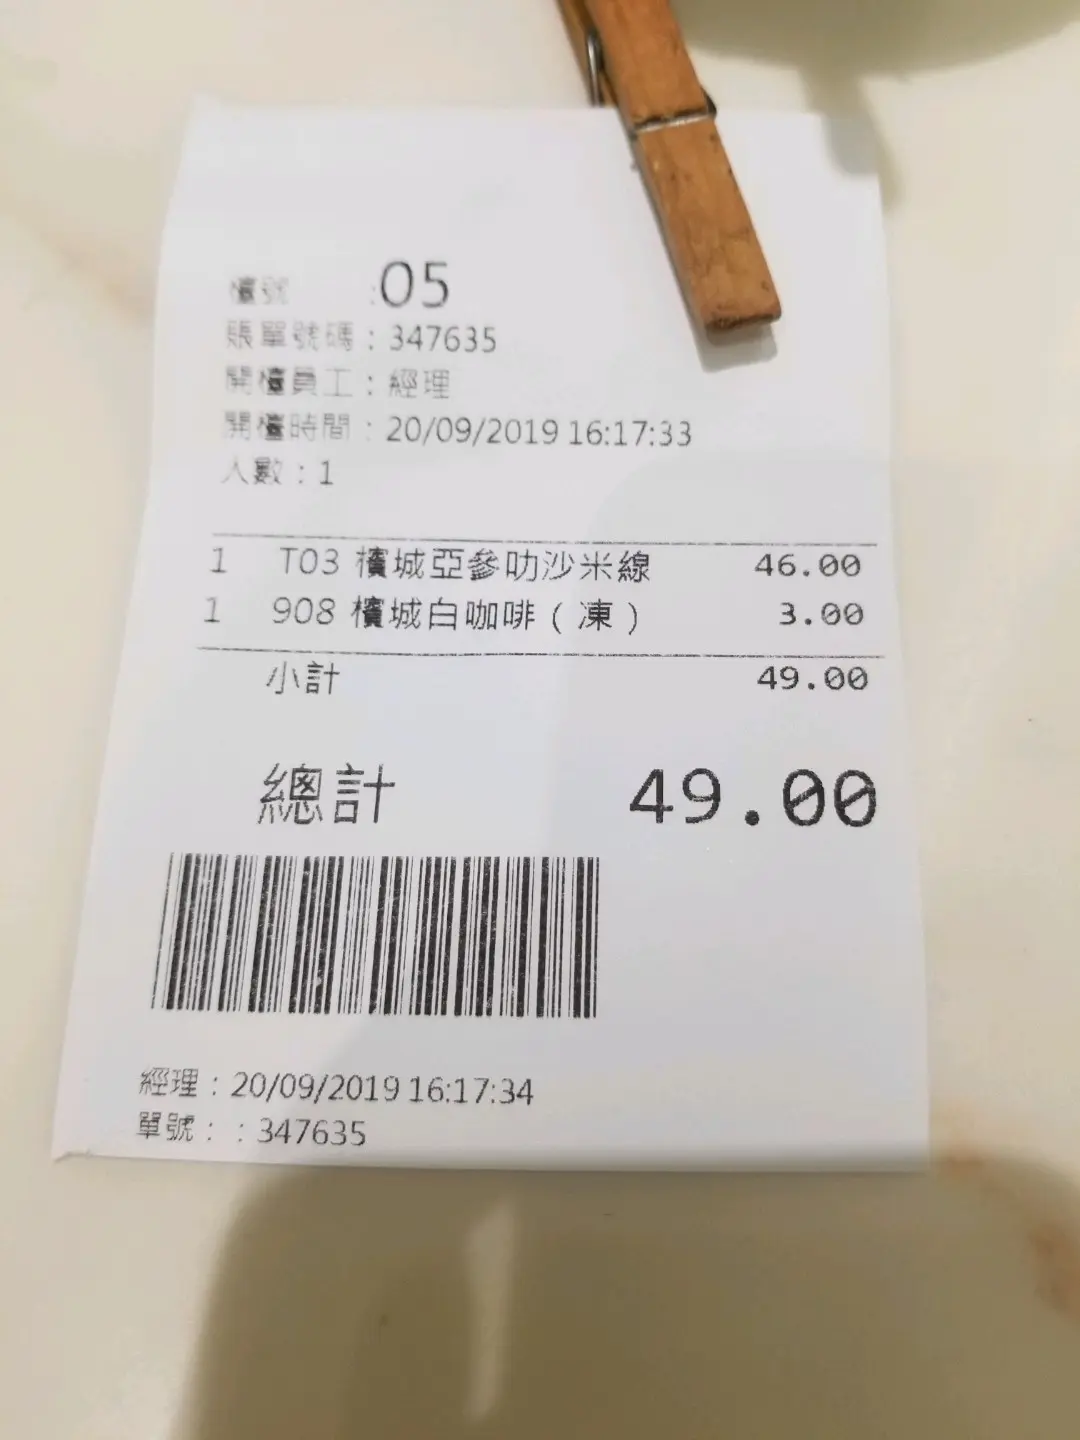 檯號 :05
賬單號碼：347635
開檯員工：經理
開檯時間：20/09/2019 16:17:33
人數：1
1 T03 檳城亞參叻沙米線 46.00
1 908 檳城白咖啡（凍） 3.00
小計 49.00
總計 49.00
經理：20/09/2019 16:17:34
單號：：347635